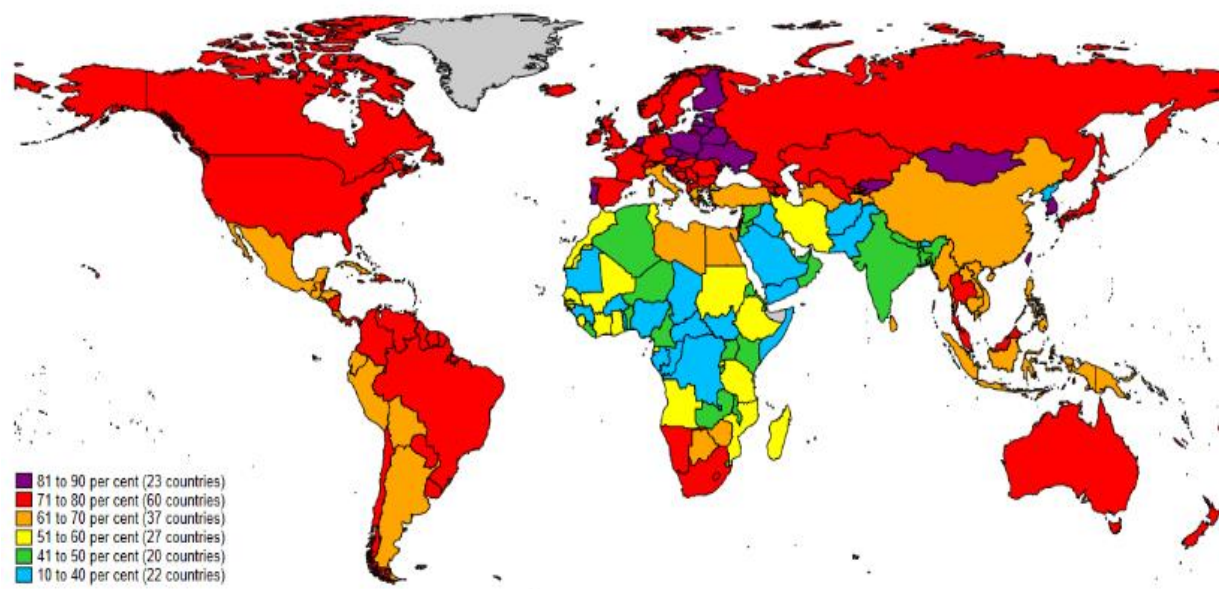 81 to 90 per cent (23 countries)
71 to 80 per cent (60 countries)
61 to 70 per cent (37 countries)
51 to 60 per cent (27 countries)
41 to 50 per cent (20 countries)
10 to 40 per cent (22 countries)